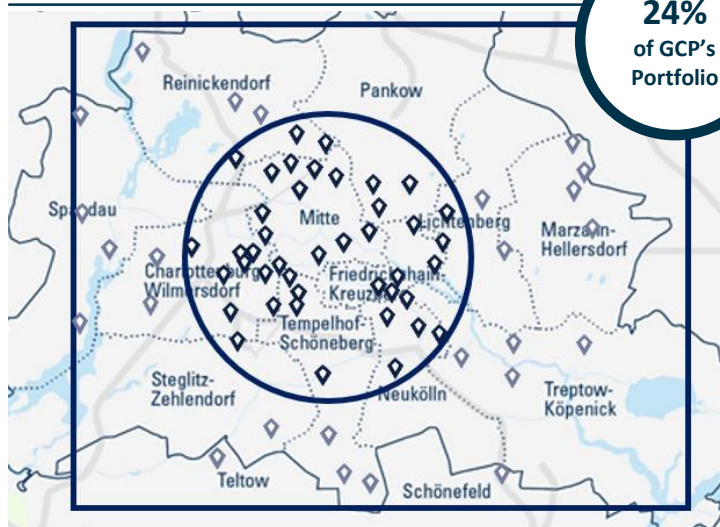 24%
of GCP's
Portfolio
Reinickendorf
Pankow
Spandau
Mitte
Lichtenberg
Marzahn-
Hellersdorf
Charlottenburg
Wilmersdorf
Friedrichshain-
Kreuzberg
Tempelhof-
Schöneberg
Steglitz-
Zehlendorf
Neukölln
Treptow-
Köpenick
Teltow
Schönefeld